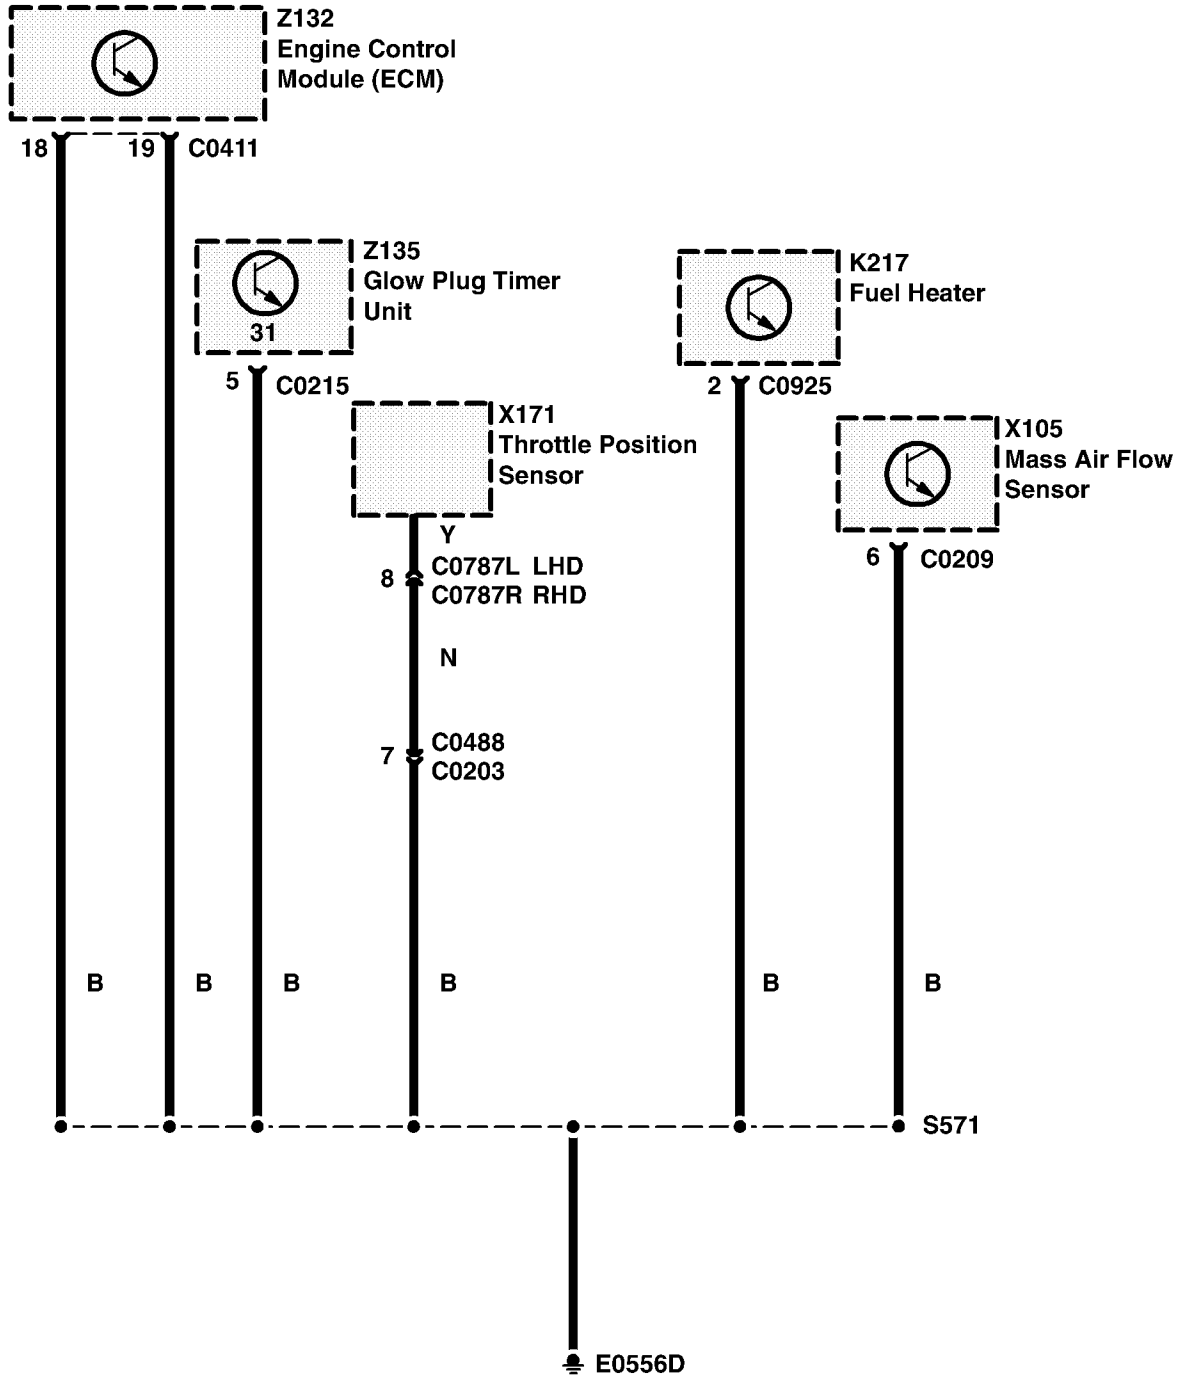 Z132
Engine Control
Module (ECM)
18
19
C0411
Z135
Glow Plug Timer
Unit
31
5
C0215
K217
Fuel Heater
2
C0925
X171
Throttle Position
Sensor
X105
Mass Air Flow
Sensor
6
C0209
Y
8
C0787L LHD
C0787R RHD
N
7
C0488
C0203
B
B
B
B
B
B
S571
E0556D